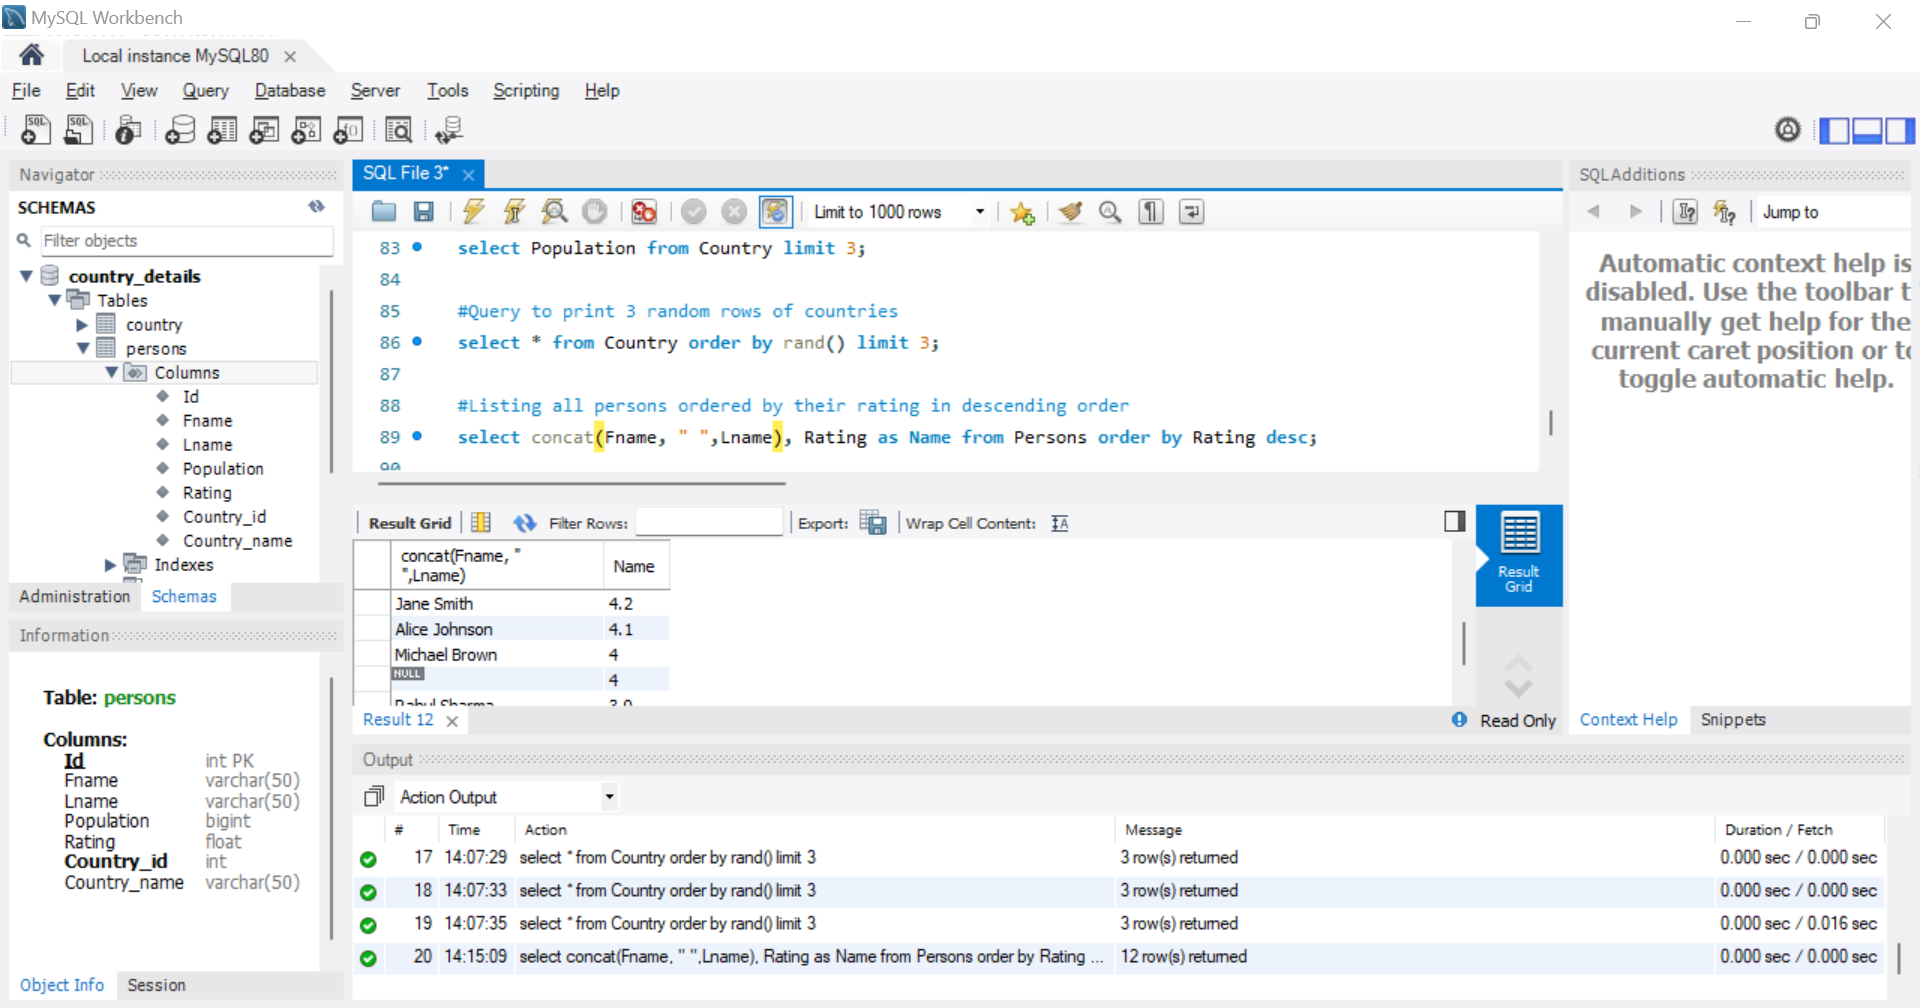 MySQL Workbench
Local instance MySQL80
File Edit View Query Database Server Tools Scripting Help
Navigator
SCHEMAS
Filter objects
country_details
Tables
country
persons
Columns
Id
Fname
Lname
Population
Rating
Country_id
Country_name
Indexes
Administration Schemas
Information
Table: persons
Columns:
Id int PK
Fname varchar(50)
Lname varchar(50)
Population bigint
Rating float
Country_id int
Country_name varchar(50)
Object Info Session
SQL File 3*
Limit to 1000 rows
83 select Population from Country limit 3;
84
85 #Query to print 3 random rows of countries
86 select * from Country order by rand() limit 3;
87
88 #Listing all persons ordered by their rating in descending order
89 select concat(Fname, " ",Lname), Rating as Name from Persons order by Rating desc;
90
Result Grid Filter Rows: Export: Wrap Cell Content:
concat(Fname, " ",Lname) Name
Jane Smith 4.2
Alice Johnson 4.1
Michael Brown 4
NULL 4
Rahul Sharma 3.9
Result Grid
Result 12
Read Only
SQLAdditions
Jump to
Automatic context help is
disabled. Use the toolbar t
manually get help for the
current caret position or to
toggle automatic help.
Context Help Snippets
Output
Action Output
# Time Action Message Duration / Fetch
17 14:07:29 select * from Country order by rand() limit 3 3 row(s) returned 0.000 sec / 0.000 sec
18 14:07:33 select * from Country order by rand() limit 3 3 row(s) returned 0.000 sec / 0.000 sec
19 14:07:35 select * from Country order by rand() limit 3 3 row(s) returned 0.000 sec / 0.016 sec
20 14:15:09 select concat(Fname, " ",Lname), Rating as Name from Persons order by Rating ... 12 row(s) returned 0.000 sec / 0.000 sec